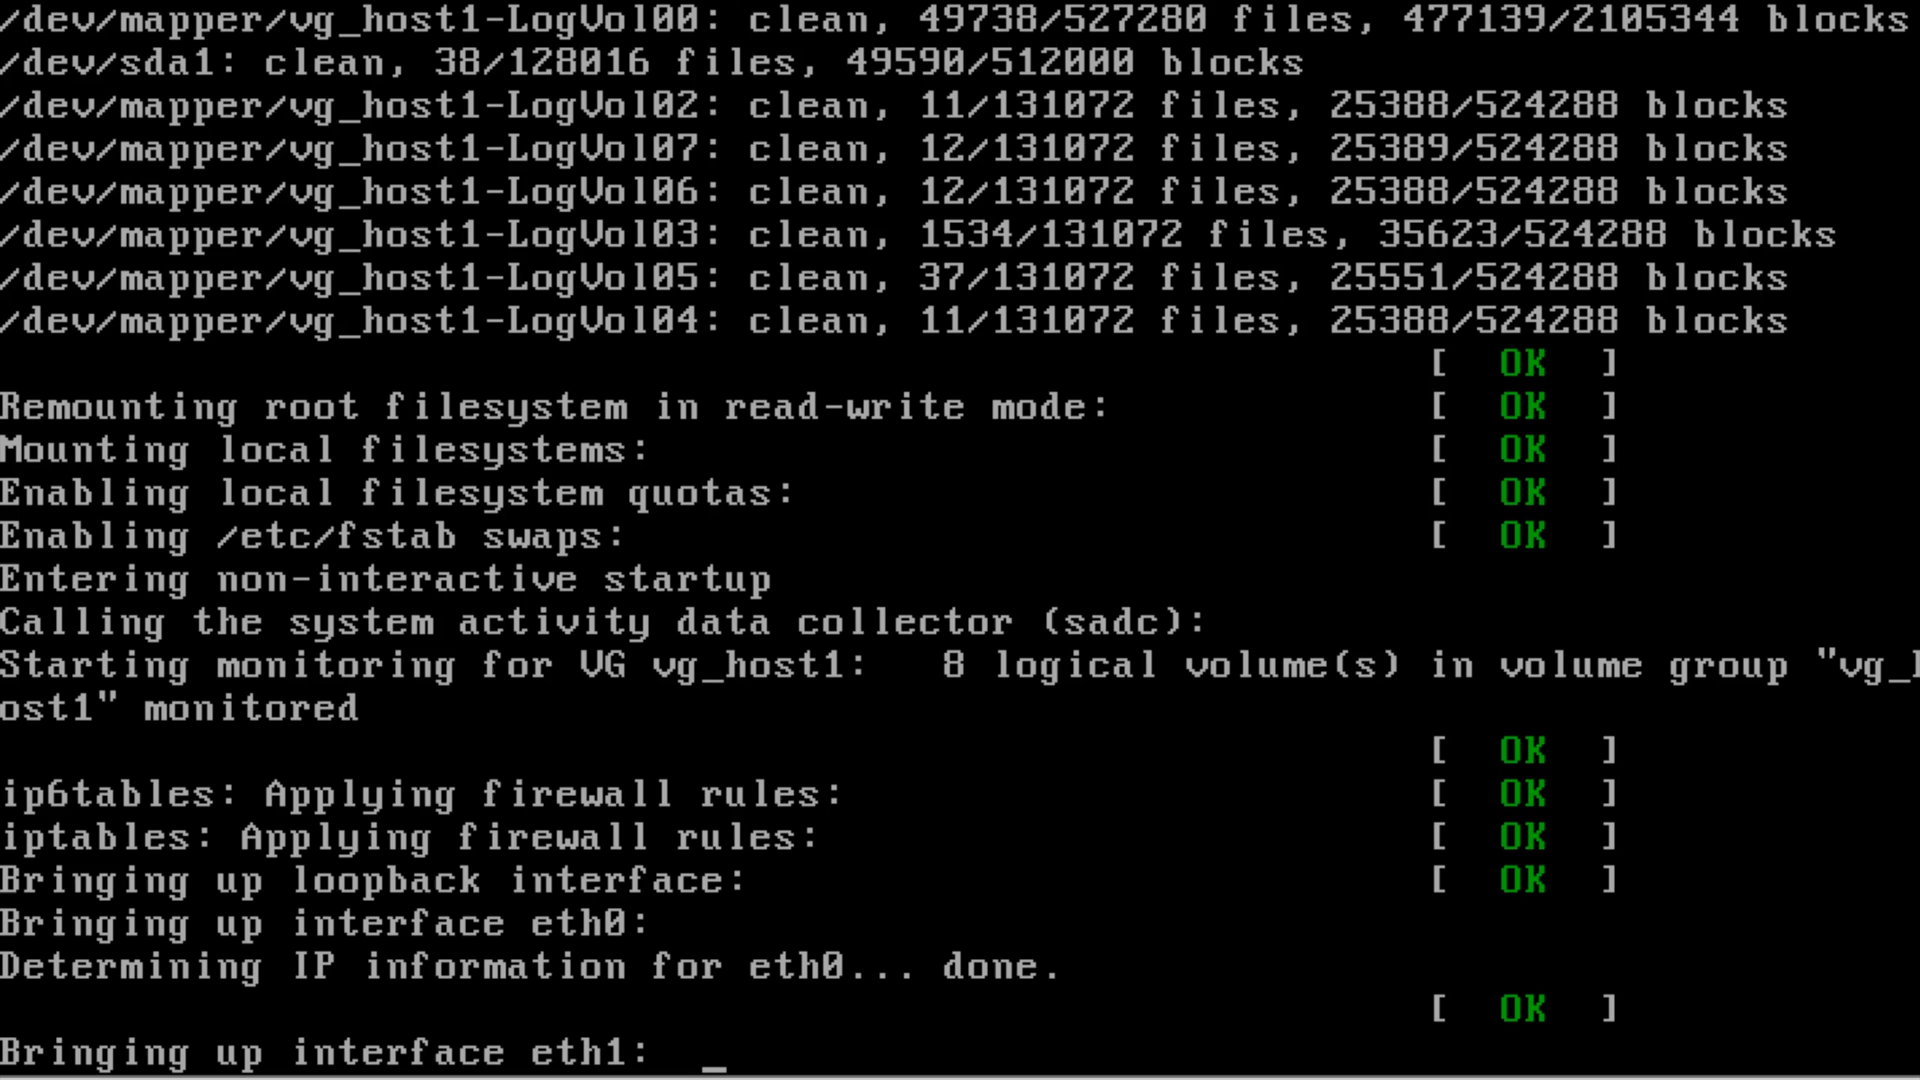 /dev/mapper/vg_host1-LogVol00: clean, 49738/527280 files, 477139/2105344 blocks
/dev/sda1: clean, 38/128016 files, 49590/512000 blocks
/dev/mapper/vg_host1-LogVol02: clean, 11/131072 files, 25388/524288 blocks
/dev/mapper/vg_host1-LogVol07: clean, 12/131072 files, 25389/524288 blocks
/dev/mapper/vg_host1-LogVol06: clean, 12/131072 files, 25388/524288 blocks
/dev/mapper/vg_host1-LogVol03: clean, 1534/131072 files, 35623/524288 blocks
/dev/mapper/vg_host1-LogVol05: clean, 37/131072 files, 25551/524288 blocks
/dev/mapper/vg_host1-LogVol04: clean, 11/131072 files, 25388/524288 blocks
[  OK  ]
Remounting root filesystem in read-write mode: [  OK  ]
Mounting local filesystems: [  OK  ]
Enabling local filesystem quotas: [  OK  ]
Enabling /etc/fstab swaps: [  OK  ]
Entering non-interactive startup
Calling the system activity data collector (sadc):
Starting monitoring for VG vg_host1:   8 logical volume(s) in volume group "vg_h
ost1" monitored
[  OK  ]
ip6tables: Applying firewall rules: [  OK  ]
iptables: Applying firewall rules: [  OK  ]
Bringing up loopback interface: [  OK  ]
Bringing up interface eth0:
Determining IP information for eth0... done.
[  OK  ]
Bringing up interface eth1:  _